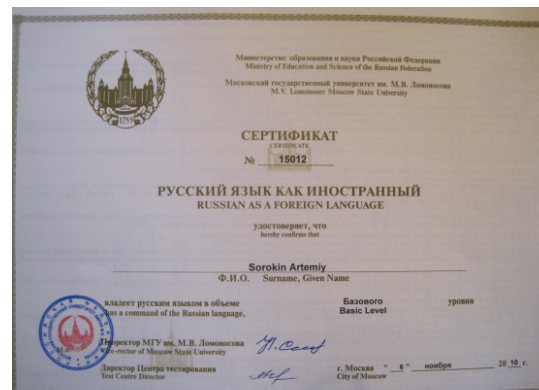 Министерство образования и науки Российской Федерации
Ministry of Education and Science of the Russian Federation
Московский государственный университет им. М.В. Ломоносова
M.V. Lomonosov Moscow State University
1755
СЕРТИФИКАТ
CERTIFICATE
№ 15012
РУССКИЙ ЯЗЫК КАК ИНОСТРАННЫЙ
RUSSIAN AS A FOREIGN LANGUAGE
удостоверяет, что
hereby confirms that
Sorokin Artemiy
Ф.И.О. Surname, Given Name
владеет русским языком в объеме Базового уровня
has a command of the Russian language, Basic Level
Проректор МГУ им. М.В. Ломоносова
Vice-rector of Moscow State University
Директор Центра тестирования г. Москва " 8 " ноября 20 10 г.
Test Centre Director City of Moscow